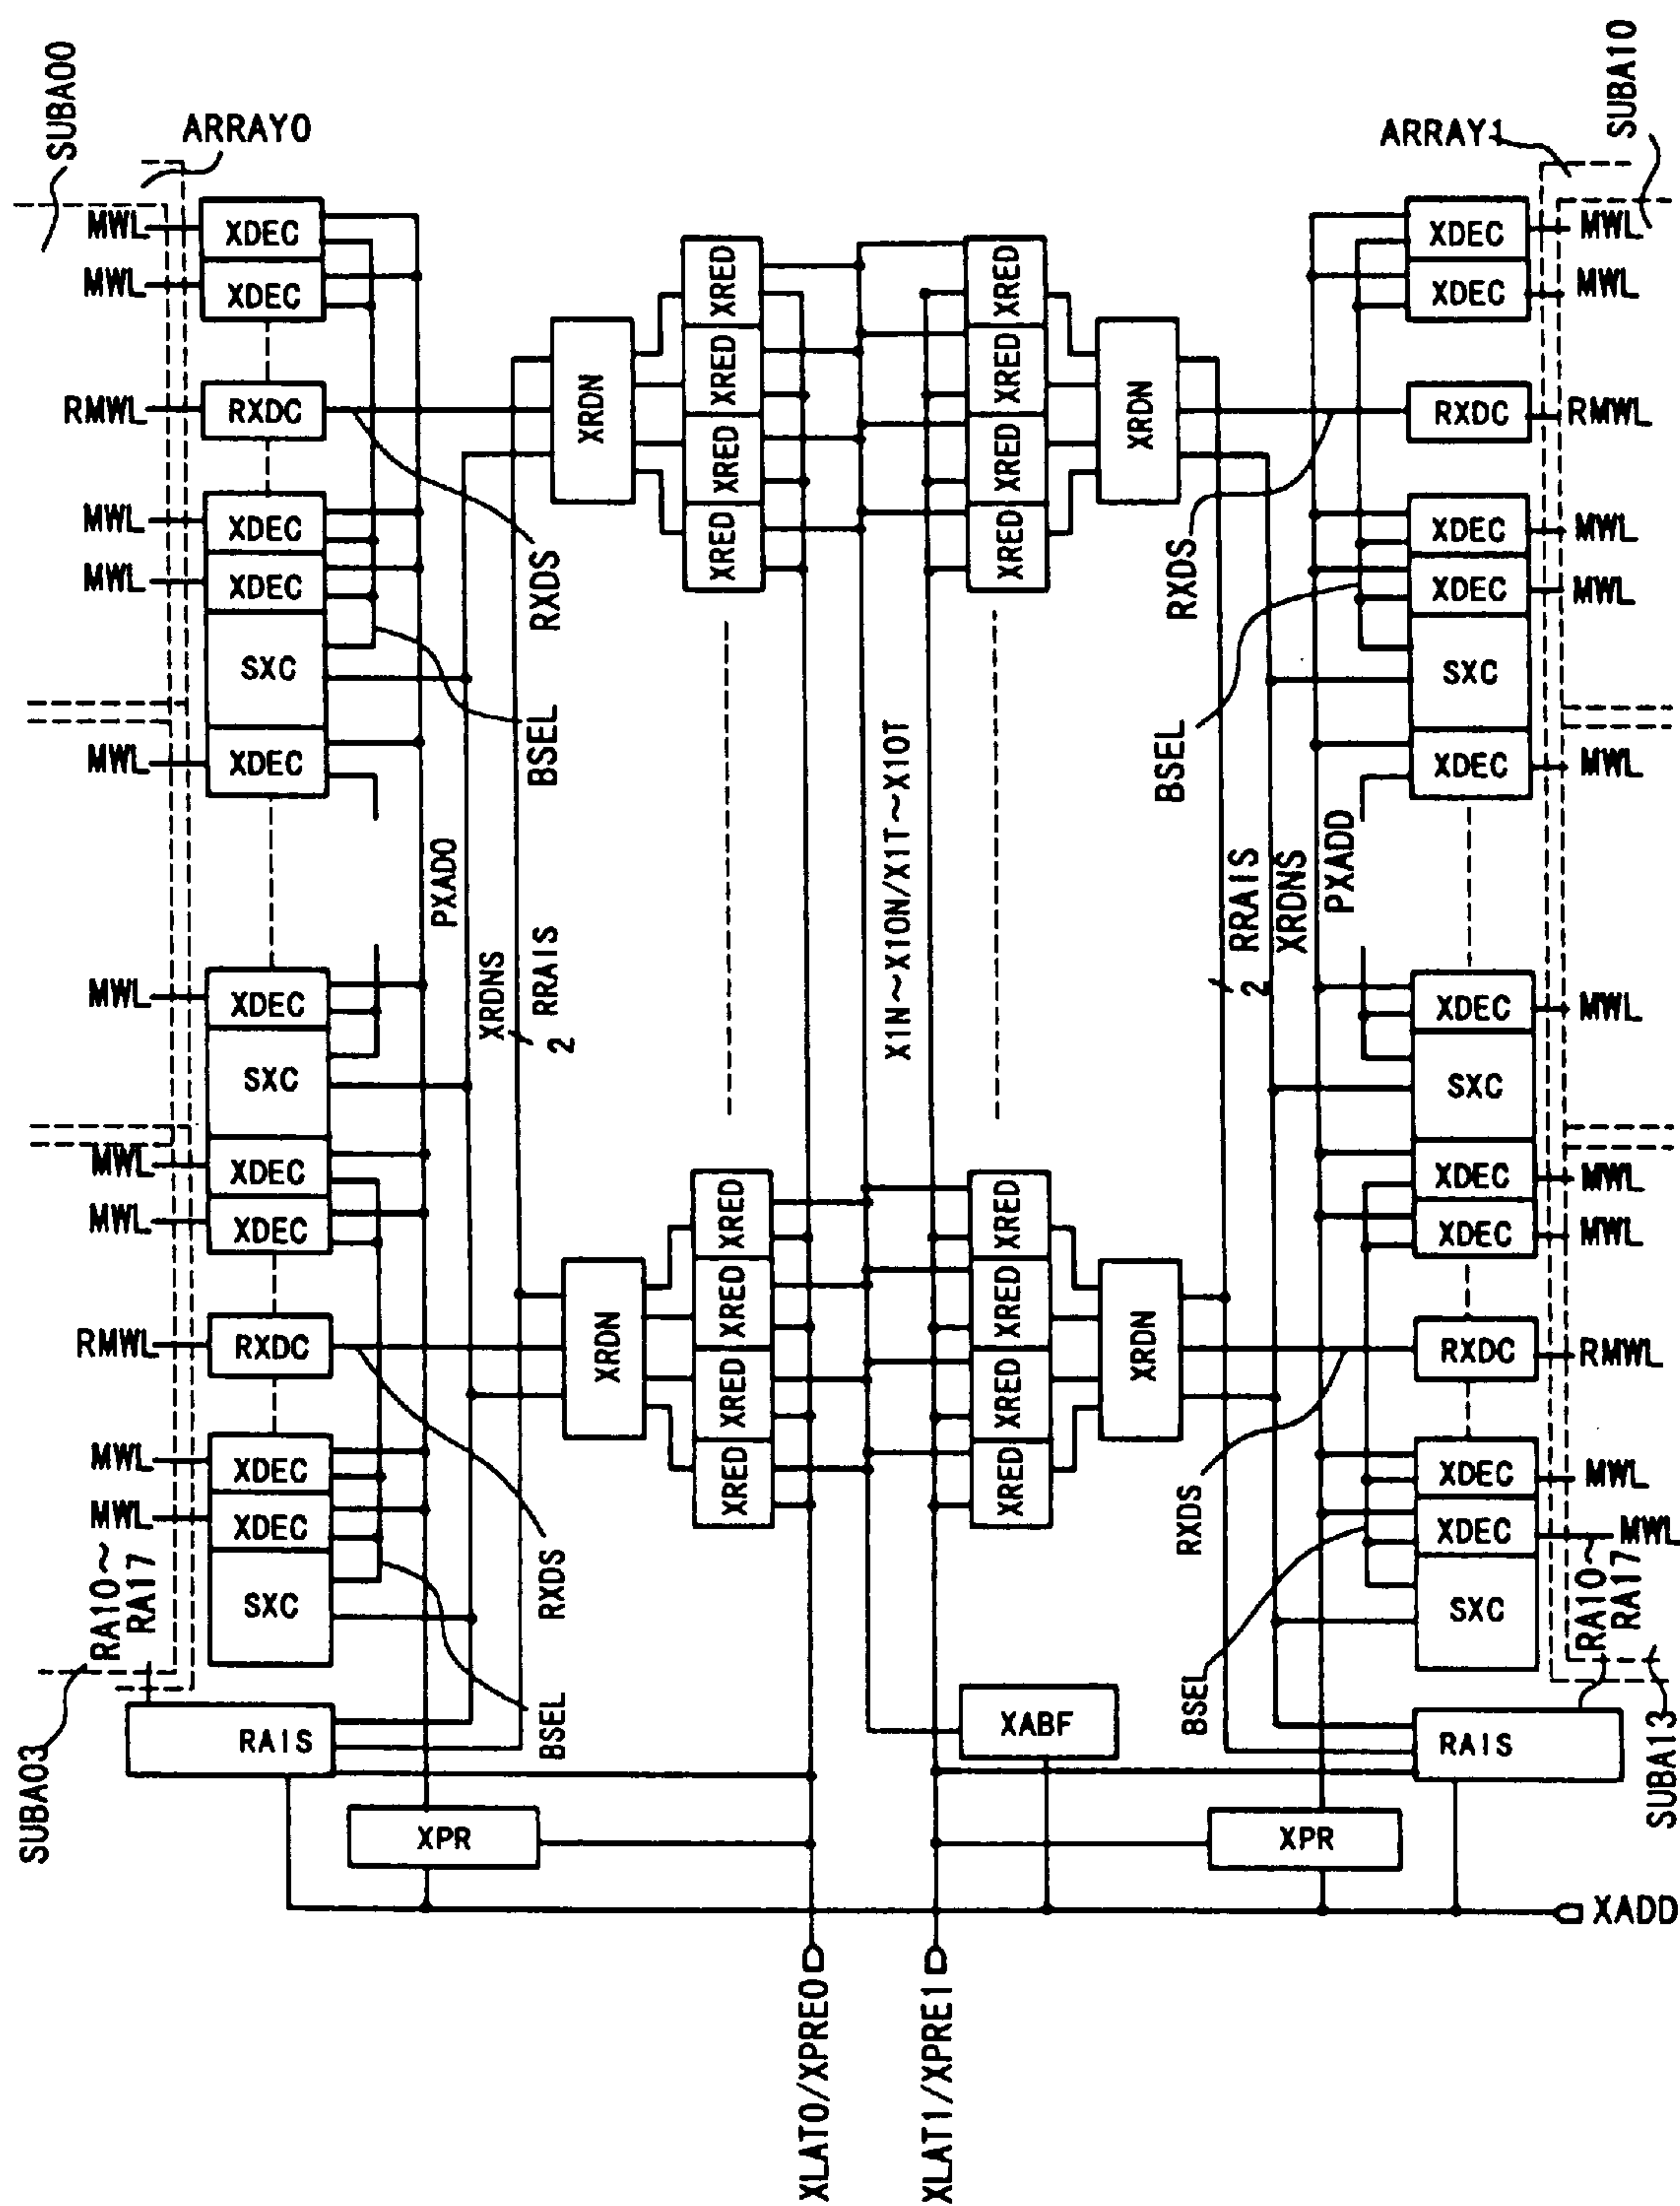 SUBA00
ARRAY0
MWL
XDEC
MWL
XDEC
RMWL
RXDC
MWL
XDEC
MWL
XDEC
SXC
MWL
XDEC
MWL
XDEC
SXC
MWL
XDEC
MWL
XDEC
RMWL
RXDC
MWL
XDEC
MWL
XDEC
SXC
RA10~
RA17
SUBA03
RAIS
XPR
RXDS
BSEL
PXADD
XRDNS
RRAIS
2
RXDS
BSEL
XRDN
XRED
XRED
XRED
XRED
XRDN
XRED
XRED
XRED
XRED
X1N~X10N/X1T~X10T
XRED
XRED
XRED
XRED
XRDN
XRED
XRED
XRED
XRED
XRDN
XABF
XLAT0/XPRE0
XLAT1/XPRE1
RXDS
BSEL
2
RRAIS
XRDNS
PXADD
RXDS
BSEL
ARRAY1
SUBA10
XDEC
MWL
XDEC
MWL
RXDC
RMWL
XDEC
MWL
XDEC
MWL
SXC
XDEC
MWL
XDEC
MWL
SXC
XDEC
MWL
XDEC
MWL
RXDC
RMWL
XDEC
MWL
XDEC
MWL
SXC
RA10~
RA17
SUBA13
RAIS
XPR
XADD